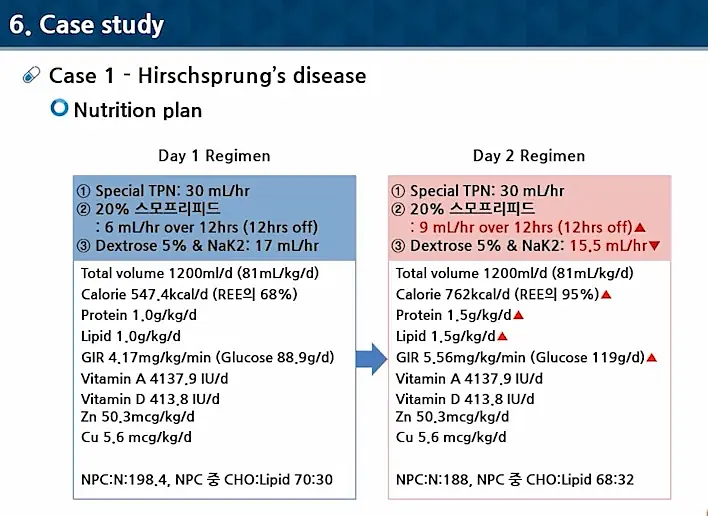 6. Case study
Case 1 - Hirschsprung's disease
Nutrition plan
Day 1 Regimen
① Special TPN: 30 mL/hr
② 20% 스모프리피드
: 6 mL/hr over 12hrs (12hrs off)
③ Dextrose 5% & NaK2: 17 mL/hr
Total volume 1200ml/d (81mL/kg/d)
Calorie 547.4kcal/d (REE의 68%)
Protein 1.0g/kg/d
Lipid 1.0g/kg/d
GIR 4.17mg/kg/min (Glucose 88.9g/d)
Vitamin A 4137.9 IU/d
Vitamin D 413.8 IU/d
Zn 50.3mcg/kg/d
Cu 5.6 mcg/kg/d
NPC:N:198.4, NPC 중 CHO:Lipid 70:30
Day 2 Regimen
① Special TPN: 30 mL/hr
② 20% 스모프리피드
: 9 mL/hr over 12hrs (12hrs off)▲
③ Dextrose 5% & NaK2: 15.5 mL/hr▼
Total volume 1200ml/d (81mL/kg/d)
Calorie 762kcal/d (REE의 95%)▲
Protein 1.5g/kg/d▲
Lipid 1.5g/kg/d▲
GIR 5.56mg/kg/min (Glucose 119g/d)▲
Vitamin A 4137.9 IU/d
Vitamin D 413.8 IU/d
Zn 50.3mcg/kg/d
Cu 5.6 mcg/kg/d
NPC:N:188, NPC 중 CHO:Lipid 68:32